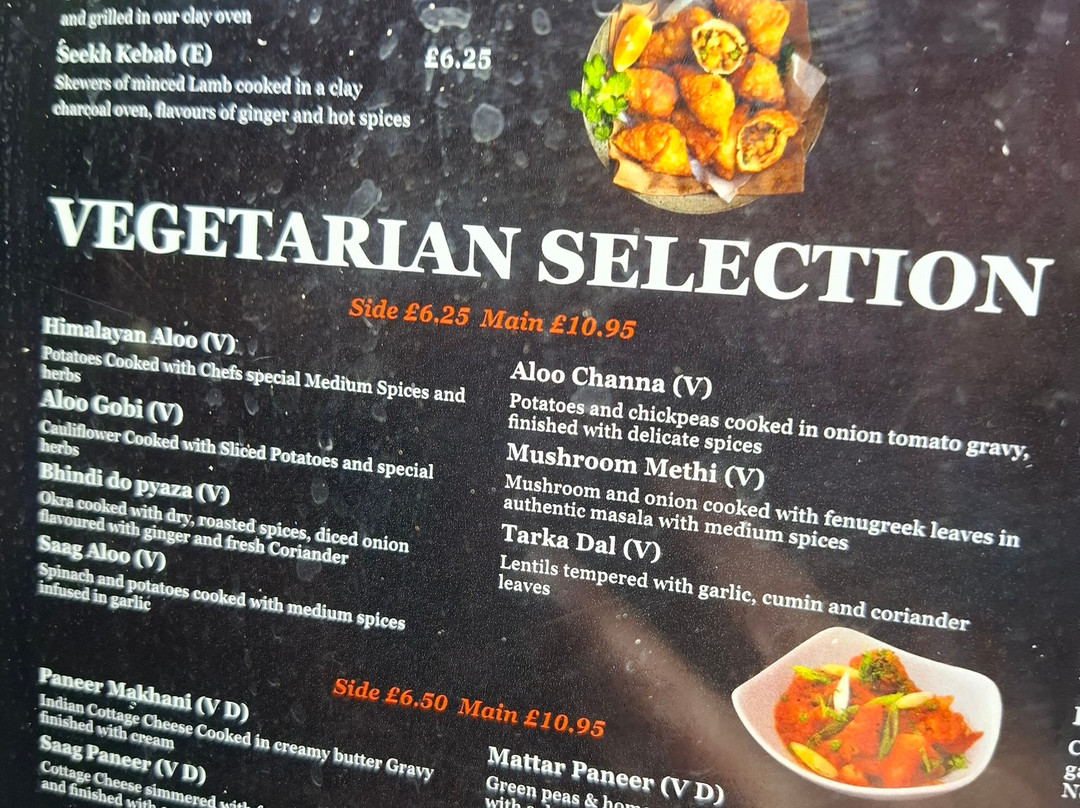 and grilled in our clay oven
Seekh Kebab (E) £6.25
Skewers of minced Lamb cooked in a clay
charcoal oven, flavours of ginger and hot spices
VEGETARIAN SELECTION
Side £6.25 Main £10.95
Himalayan Aloo (V)
Potatoes Cooked with Chefs special Medium Spices and
herbs
Aloo Gobi (V)
Cauliflower Cooked with Sliced Potatoes and special
herbs
Bhindi do pyaza (V)
Okra cooked with dry, roasted spices, diced onion
flavoured with ginger and fresh Coriander
Saag Aloo (V)
Spinach and potatoes cooked with medium spices
infused in garlic
Aloo Channa (V)
Potatoes and chickpeas cooked in onion tomato gravy,
finished with delicate spices
Mushroom Methi (V)
Mushroom and onion cooked with fenugreek leaves in
authentic masala with medium spices
Tarka Dal (V)
Lentils tempered with garlic, cumin and coriander
leaves
Side £6.50 Main £10.95
Paneer Makhani (V D)
Indian Cottage Cheese Cooked in creamy butter Gravy
finished with cream
Saag Paneer (V D)
Cottage Cheese simmered with
and finished with
Mattar Paneer (V D)
Green peas &